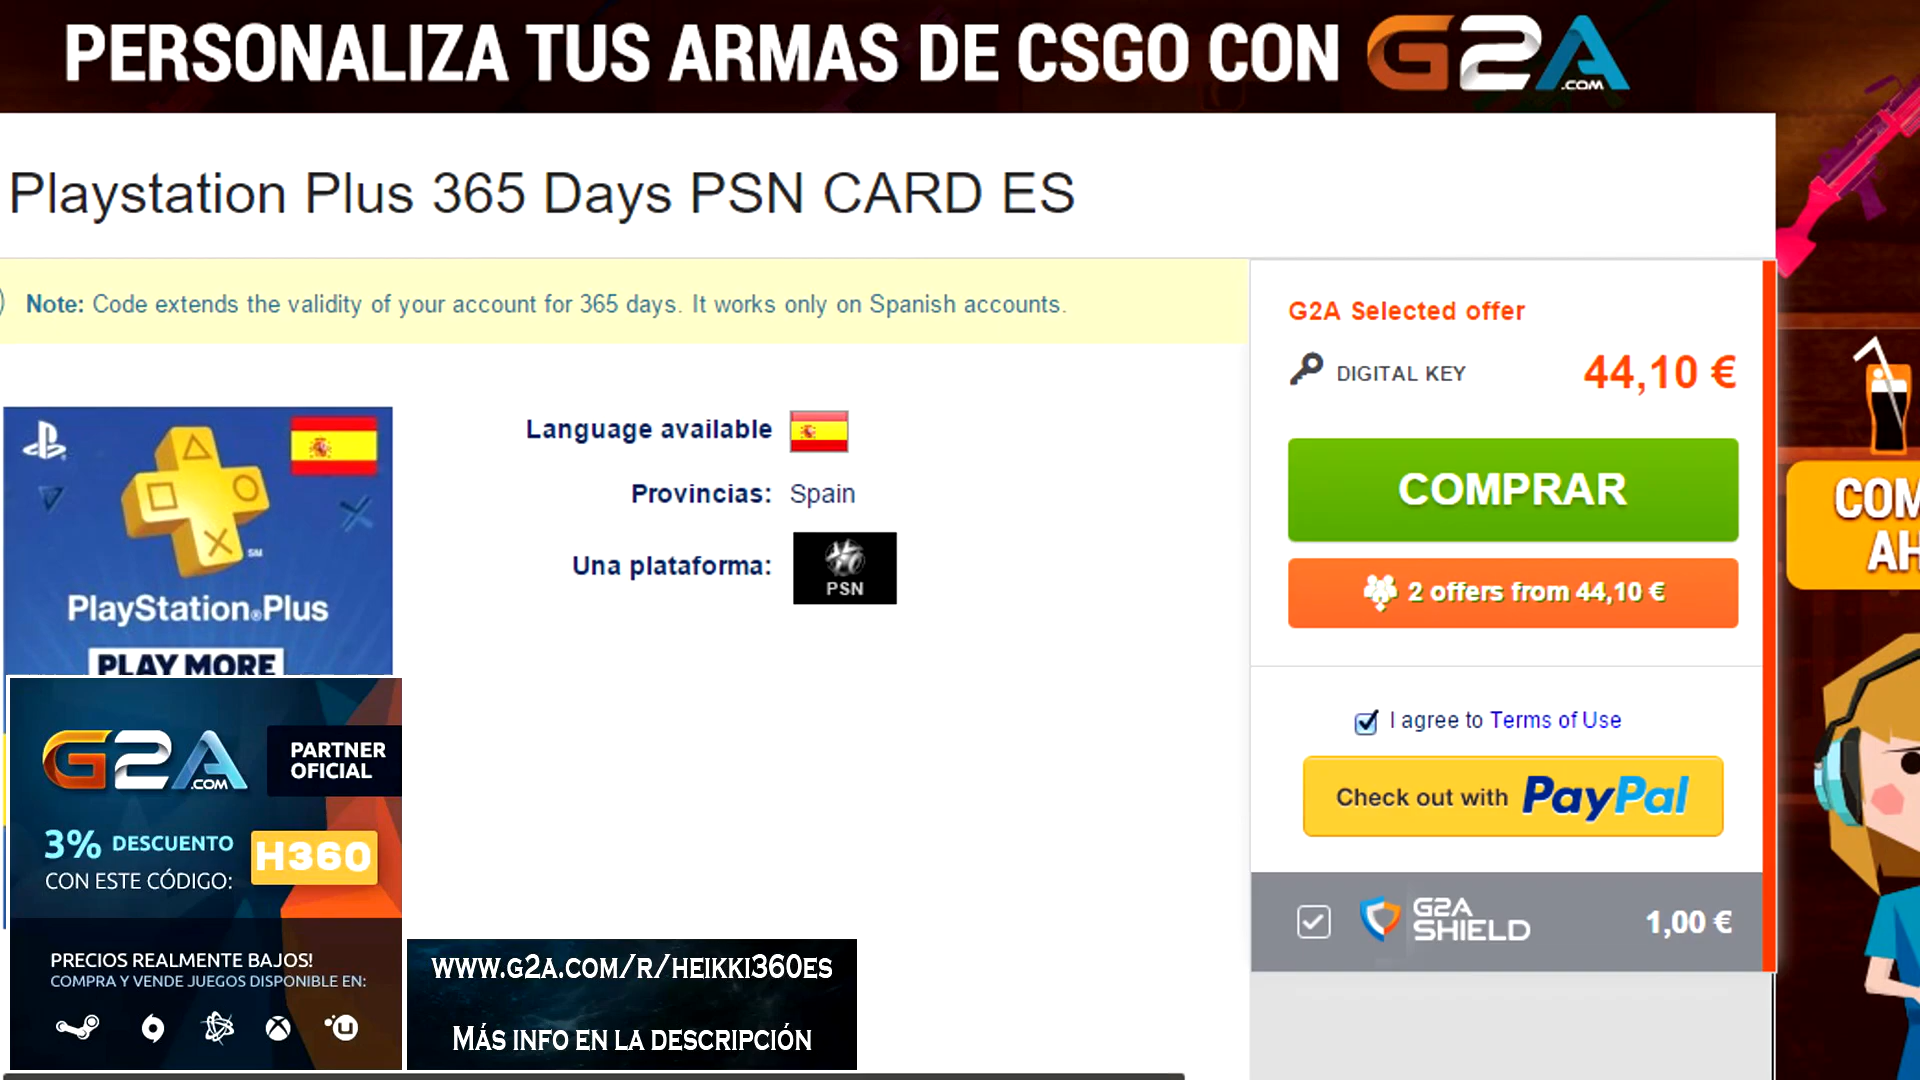 PERSONALIZA TUS ARMAS DE CSGO CON G2A.COM
Playstation Plus 365 Days PSN CARD ES
Note: Code extends the validity of your account for 365 days. It works only on Spanish accounts.
G2A Selected offer
DIGITAL KEY 44,10 €
COMPRAR
2 offers from 44,10 €
I agree to Terms of Use
Check out with PayPal
G2A SHIELD 1,00 €
Language available
Provincias: Spain
Una plataforma: PSN
PlayStation®Plus
PLAY MORE
G2A.COM
PARTNER
OFICIAL
3% DESCUENTO
CON ESTE CÓDIGO:
H360
PRECIOS REALMENTE BAJOS!
COMPRA Y VENDE JUEGOS DISPONIBLE EN:
WWW.G2A.COM/R/HEIKKI360ES
MÁS INFO EN LA DESCRIPCIÓN
COM
AH